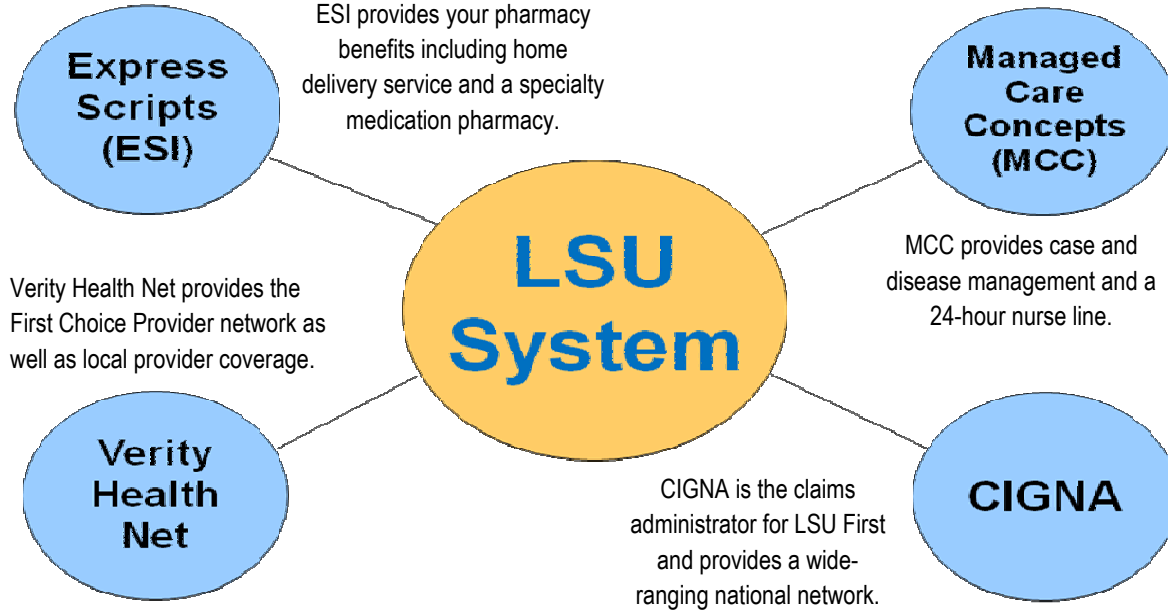 Express
Scripts
(ESI)
ESI provides your pharmacy
benefits including home
delivery service and a specialty
medication pharmacy.
Managed
Care
Concepts
(MCC)
MCC provides case and
disease management and a
24-hour nurse line.
LSU
System
Verity Health Net provides the
First Choice Provider network as
well as local provider coverage.
Verity
Health
Net
CIGNA is the claims
administrator for LSU First
and provides a wide-
ranging national network.
CIGNA